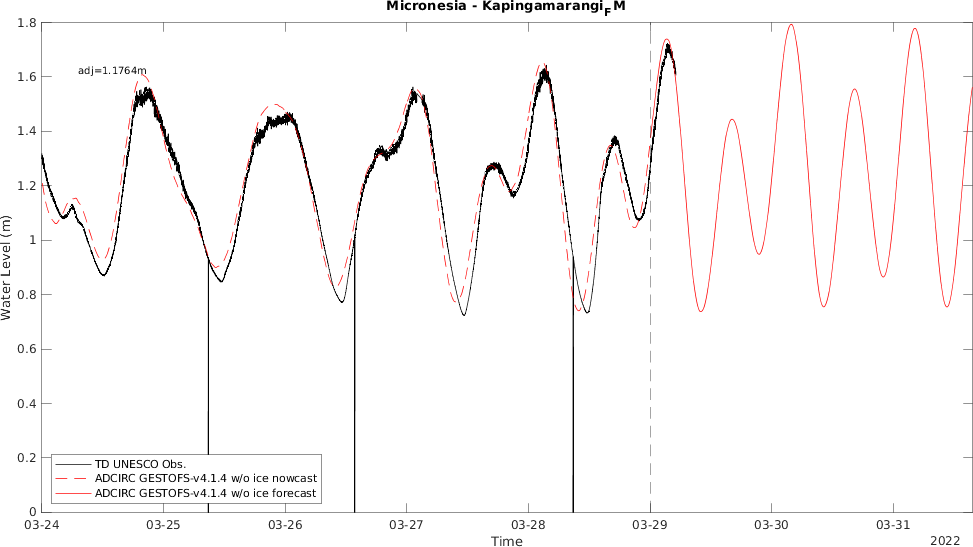 Micronesia - Kapingamarangi_FM
adj=1.1764m
1.8
1.6
1.4
1.2
1
0.8
0.6
0.4
0.2
0
Water Level (m)
TD UNESCO Obs.
ADCIRC GESTOFS-v4.1.4 w/o ice nowcast
ADCIRC GESTOFS-v4.1.4 w/o ice forecast
03-24 03-25 03-26 03-27 03-28 03-29 03-30 03-31
Time
2022